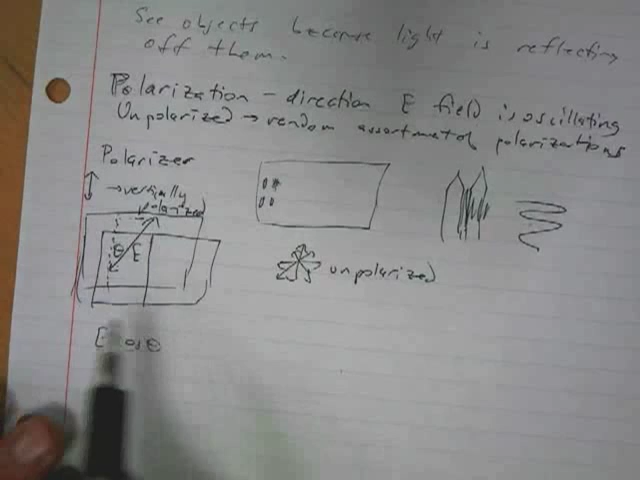 See objects because light is reflecting
off them.
Polarization - direction E field is oscillating
Unpolarized → random assortment of polarizations
Polarizer
→ vertically
polarized
θ E
unpolarized
E cos θ